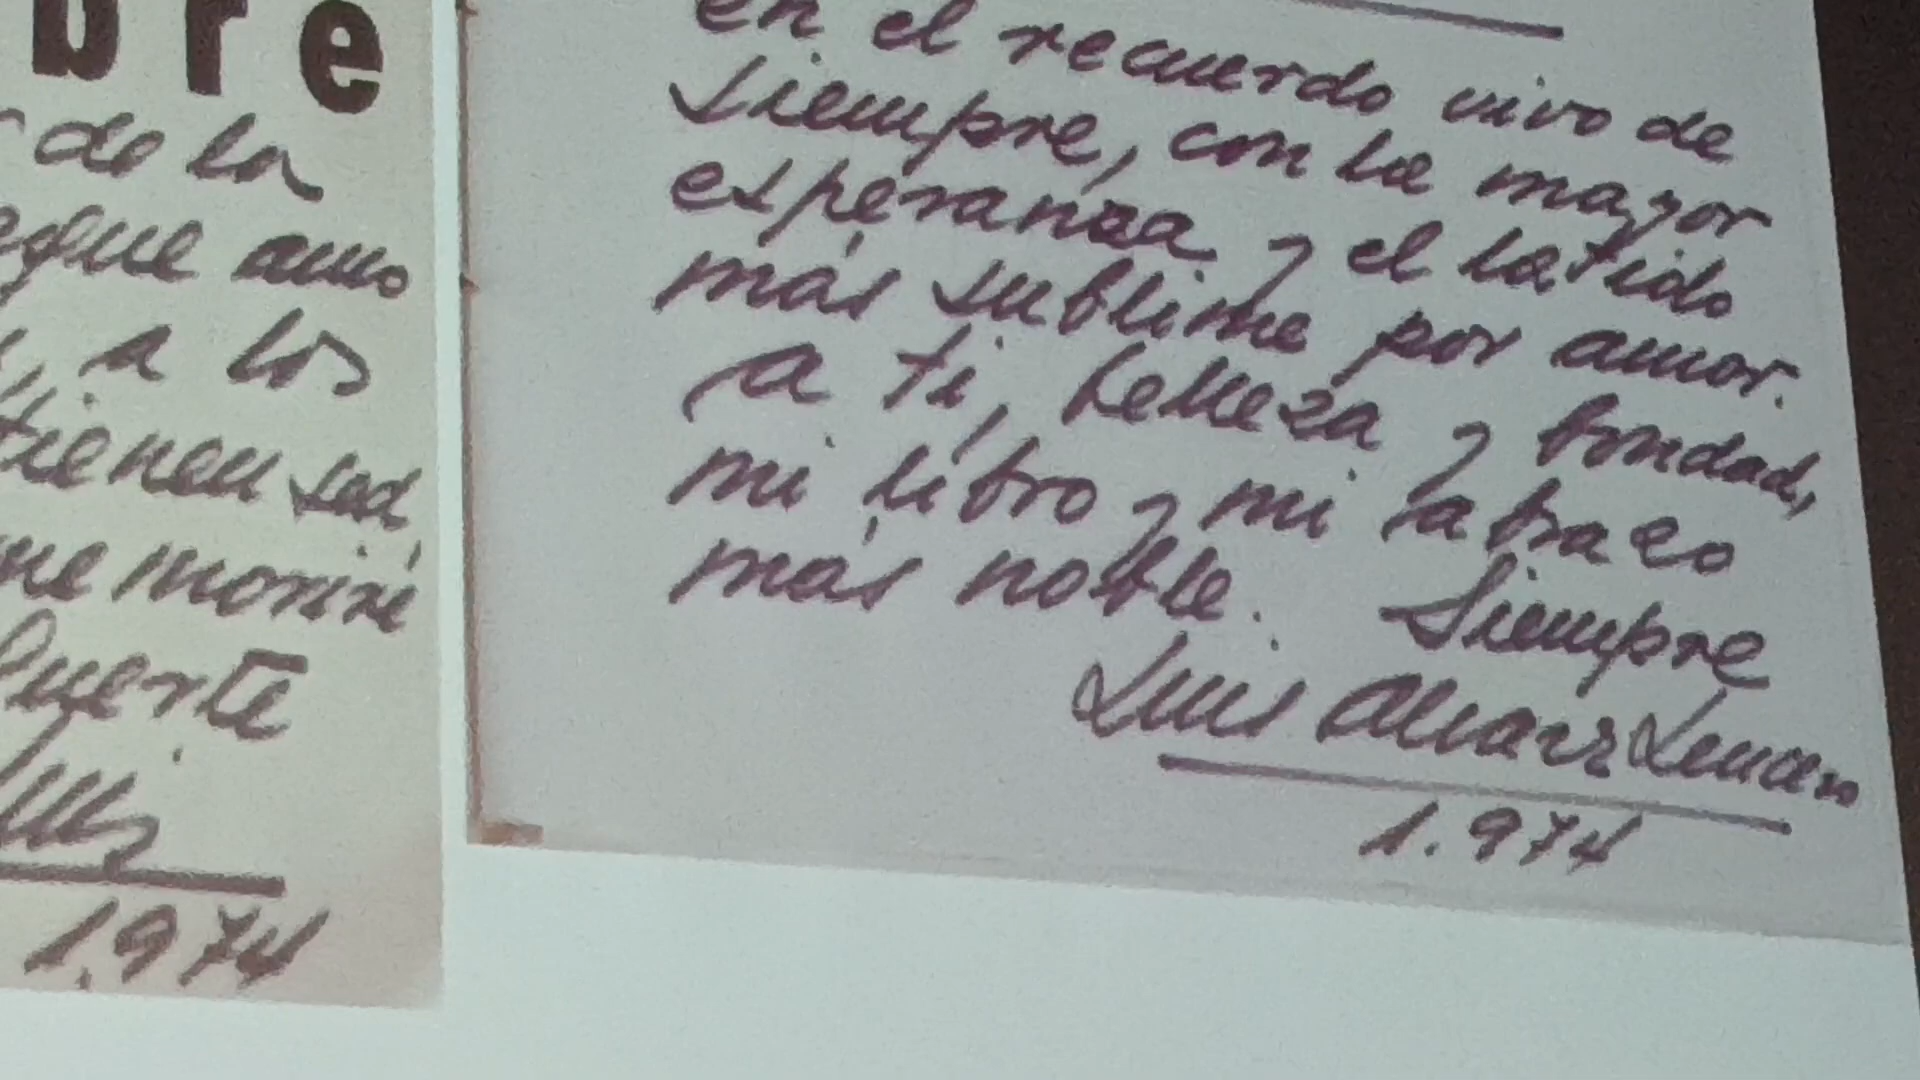 bre
de la
que amo
, a los
tienen sed,
me moriré
fuerte.
Luis
1.974
en el recuerdo vivo de
siempre, con la mayor
esperanza y el latido
más sublime por amor.
a ti, belleza y bondad,
mi libro y mi abrazo
más noble. Siempre
Luis Alvarez Lencero
1.974